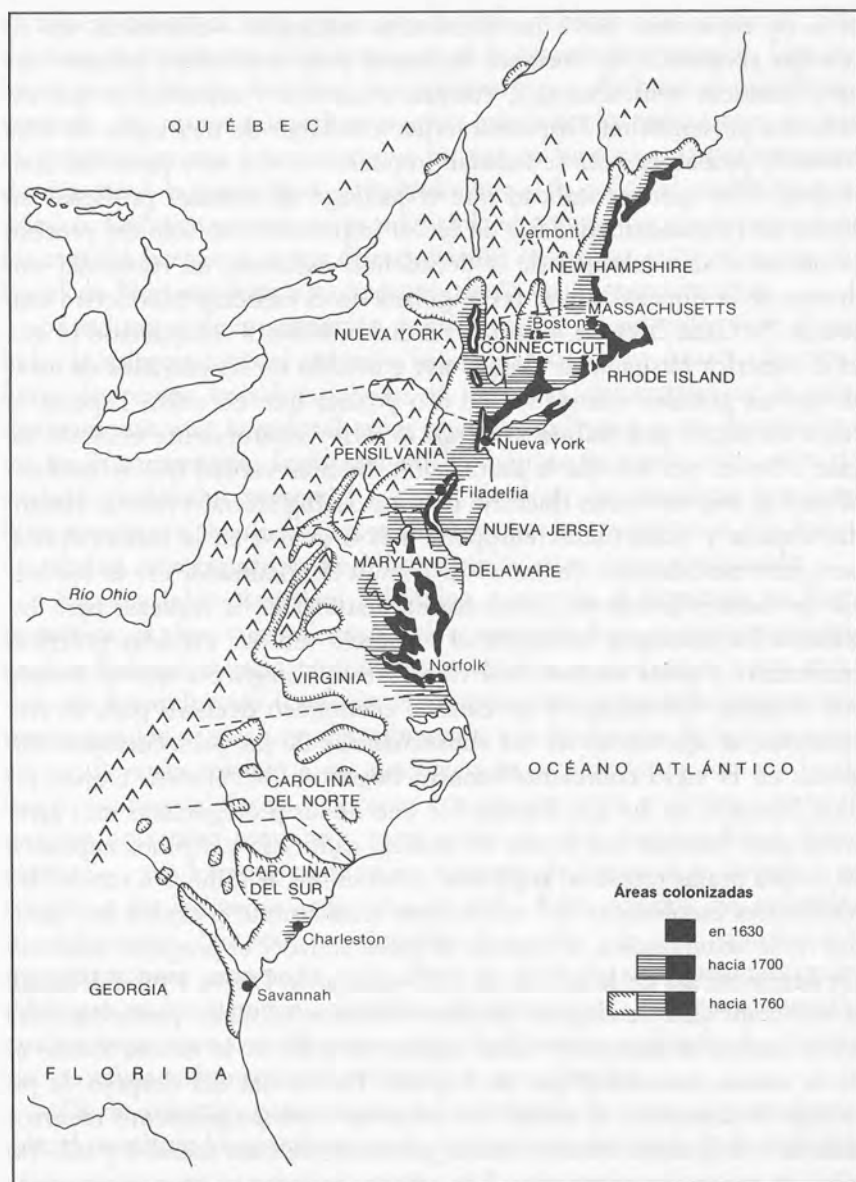 QUÉBEC
Vermont
NEW HAMPSHIRE
MASSACHUSETTS
Boston
NUEVA YORK
CONNECTICUT
RHODE ISLAND
Nueva York
PENSILVANIA
Filadelfia
NUEVA JERSEY
MARYLAND
DELAWARE
Río Ohio
Norfolk
VIRGINIA
OCÉANO ATLÁNTICO
CAROLINA
DEL NORTE
CAROLINA
DEL SUR
Charleston
GEORGIA
Savannah
FLORIDA
Áreas colonizadas
en 1630
hacia 1700
hacia 1760